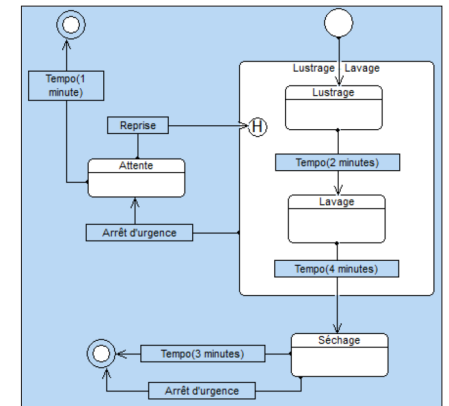 Lustrage Lavage
Lustrage
Tempo(1
minute)
Reprise
H
Tempo(2 minutes)
Attente
Lavage
Arrêt d'urgence
Tempo(4 minutes)
Séchage
Tempo(3 minutes)
Arrêt d'urgence